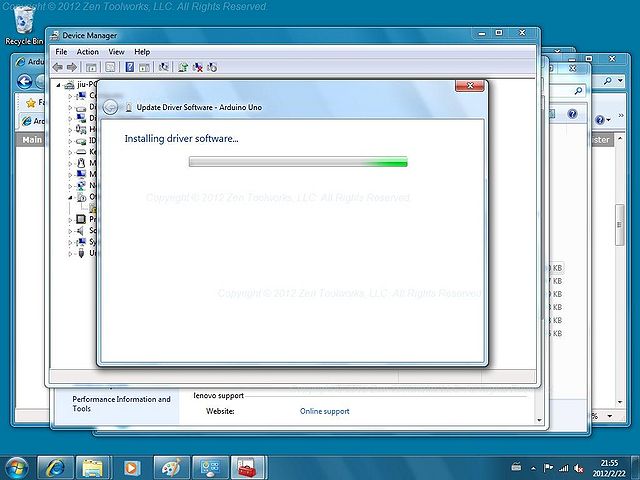 Copyright © 2012 Zen Toolworks, LLC. All Rights Reserved.
Recycle Bin
Device Manager
File Action View Help
jiu-PC
Update Driver Software - Arduino Uno
Installing driver software...
Main
Copyright © 2012 Zen Toolworks, LLC. All Rights Reserved.
Copyright © 2012 Zen Toolworks, LLC. All Rights Reserved.
KB
KB
KB
KB
KB
KB
Performance Information and
Tools
lenovo support
Website:
Online support
%
21:55
2012/2/22